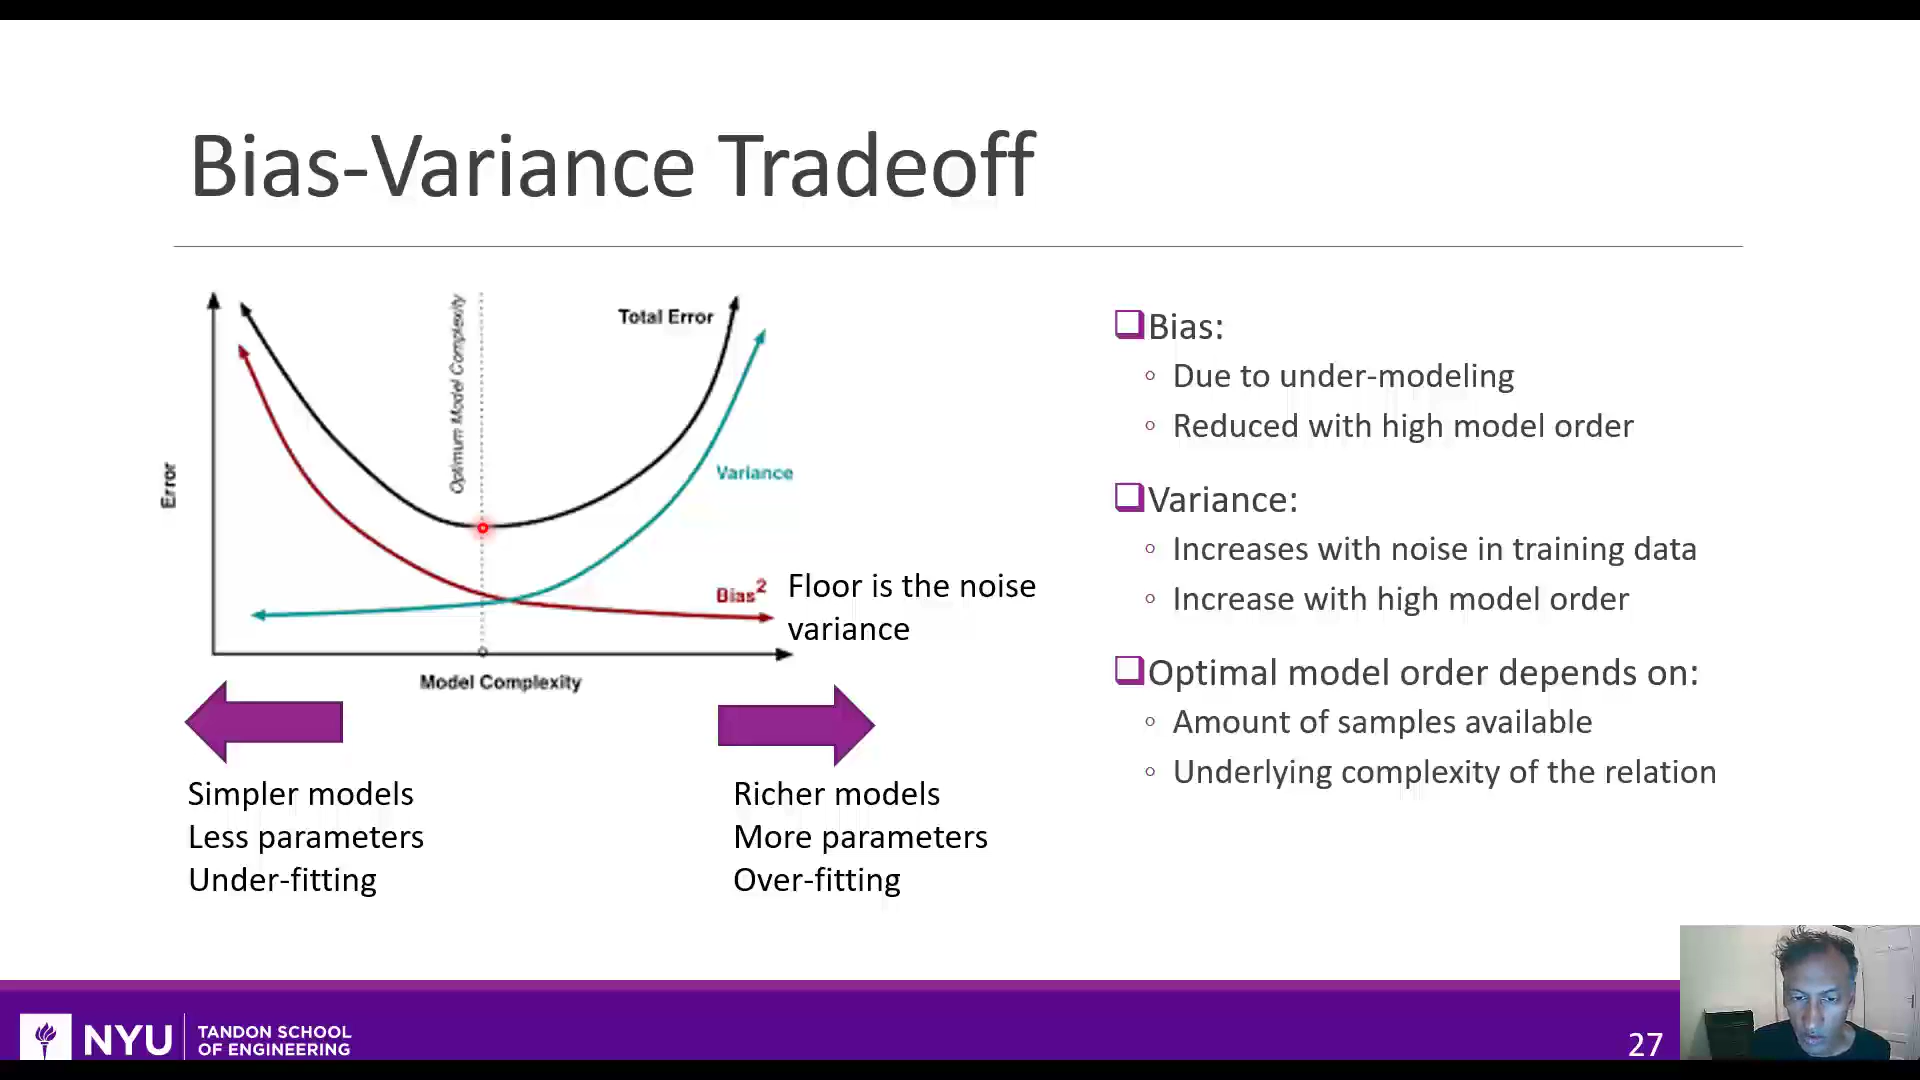 Bias-Variance Tradeoff
Optimum Model Complexity
Total Error
Error
Variance
Bias²
Floor is the noise
variance
Model Complexity
Simpler models
Less parameters
Under-fitting
Richer models
More parameters
Over-fitting
Bias:
Due to under-modeling
Reduced with high model order
Variance:
Increases with noise in training data
Increase with high model order
Optimal model order depends on:
Amount of samples available
Underlying complexity of the relation
NYU
TANDON SCHOOL
OF ENGINEERING
27